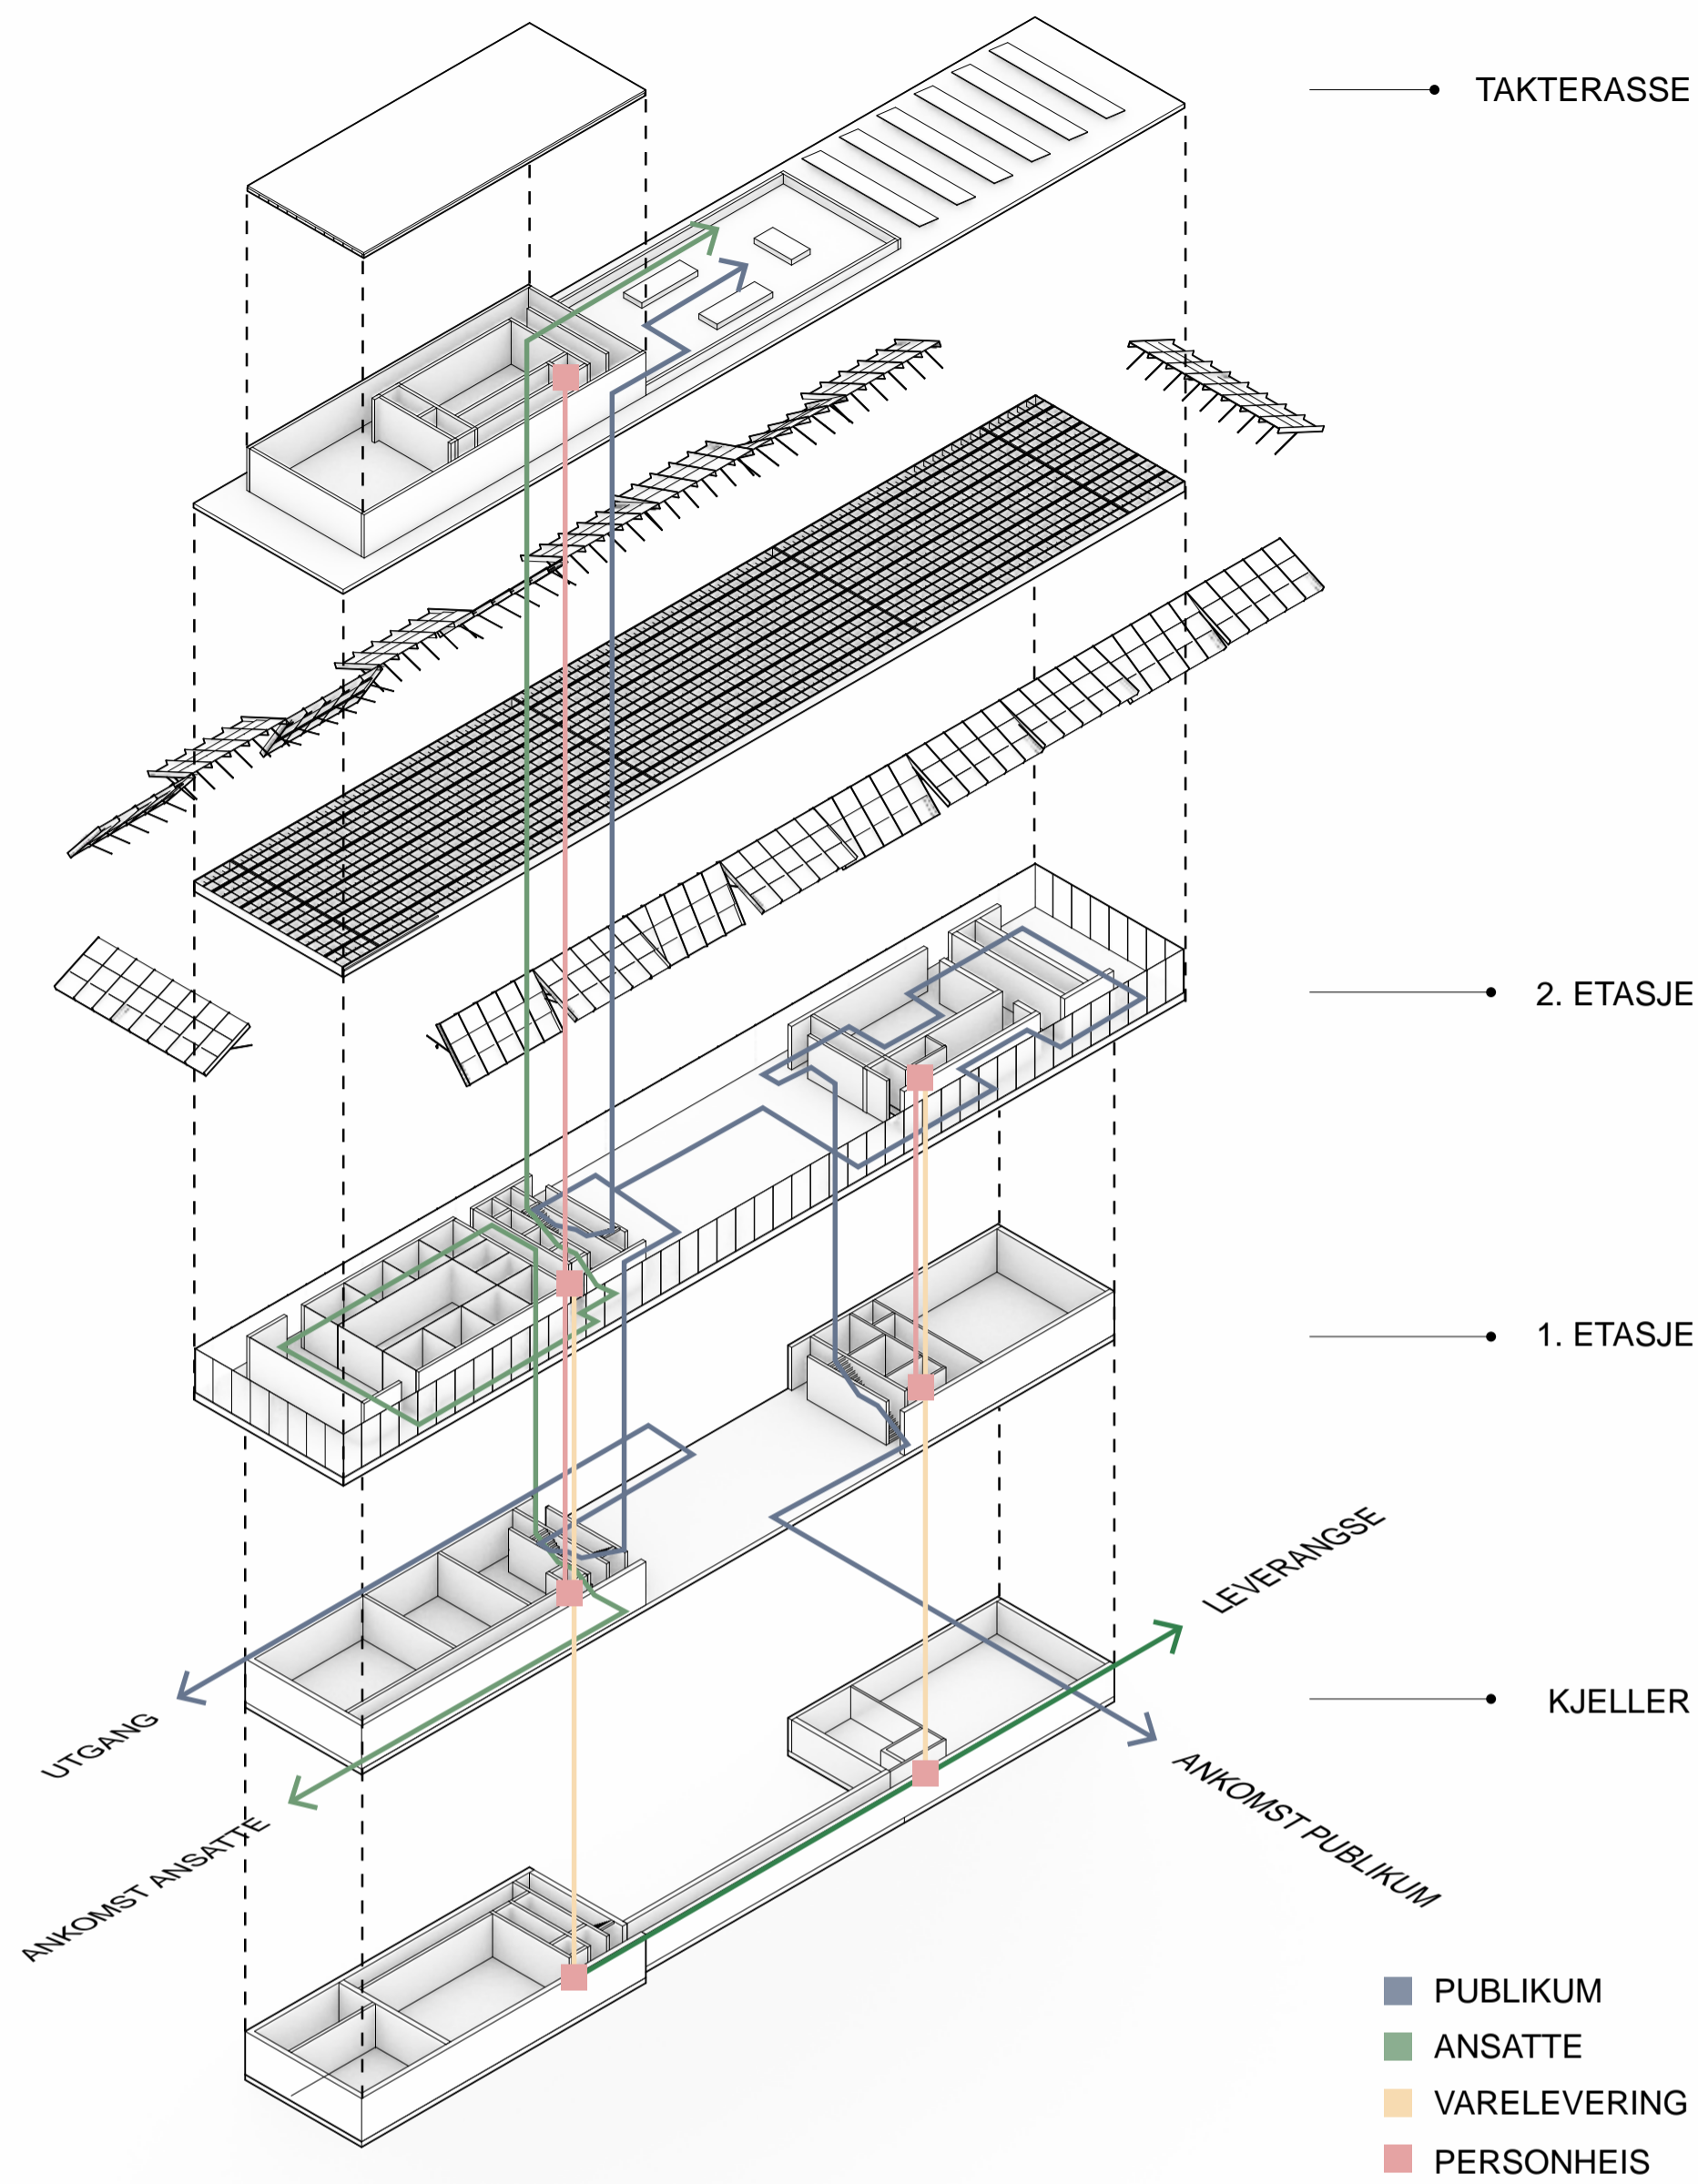 TAKTERASSE
2. ETASJE
1. ETASJE
LEVERANGSE
KJELLER
UTGANG
ANKOMST ANSATTE
ANKOMST PUBLIKUM
PUBLIKUM
ANSATTE
VARELEVERING
PERSONHEIS